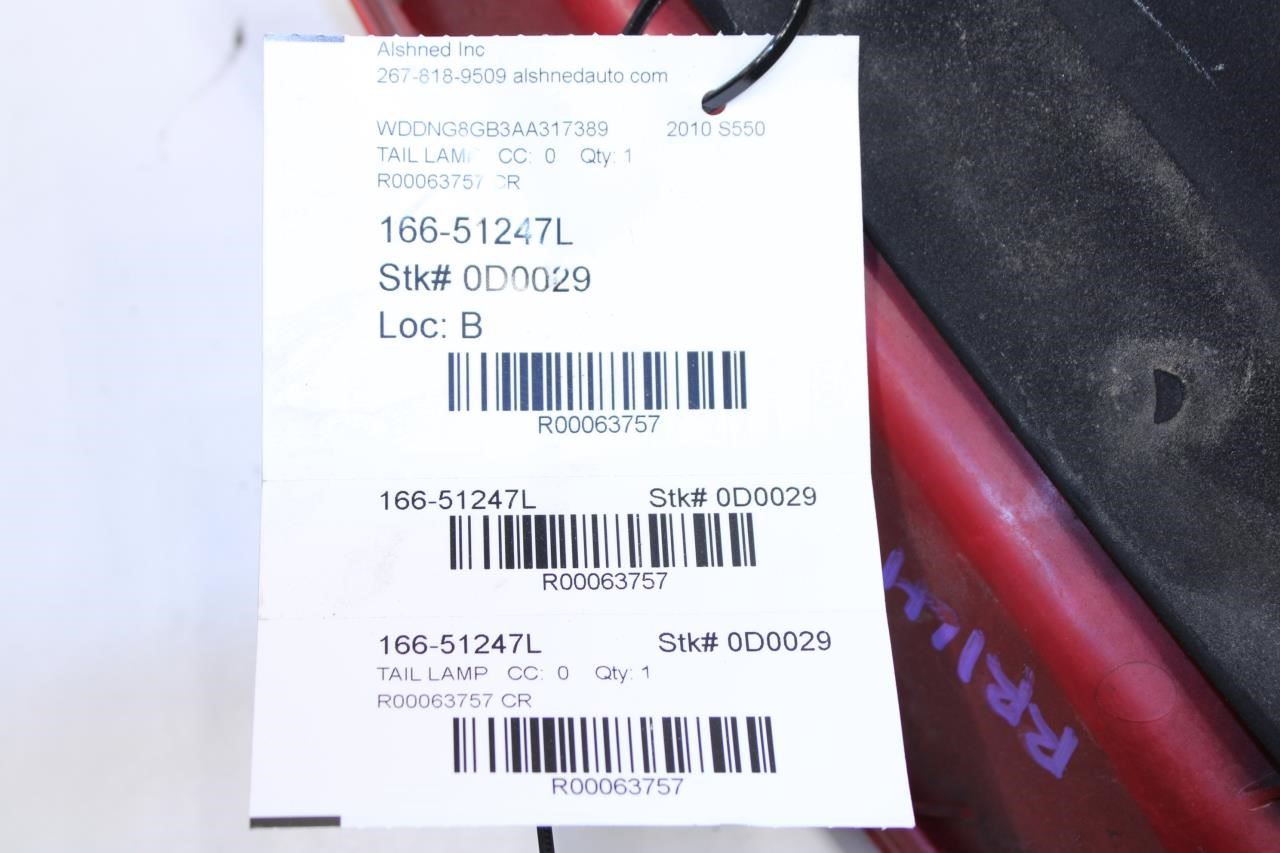 Alshned Inc
267-818-9509 alshnedauto com
WDDNG8GB3AA317389 2010 S550
TAIL LAMP CC: 0 Qty: 1
R00063757 CR
166-51247L
Stk# 0D0029
Loc: B
R00063757
166-51247L Stk# 0D0029
R00063757
166-51247L Stk# 0D0029
TAIL LAMP CC: 0 Qty: 1
R00063757 CR
R00063757